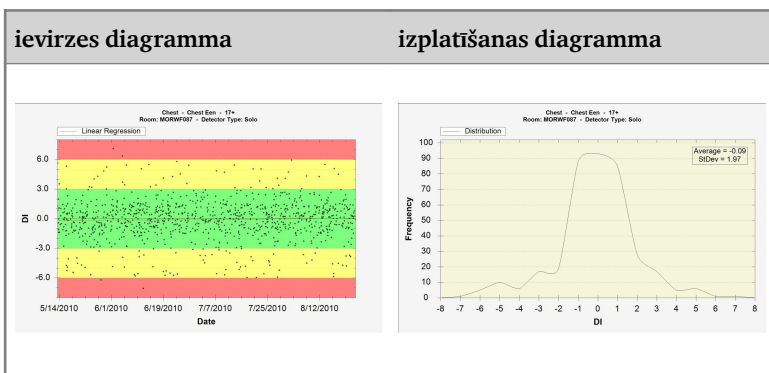 ievirzes diagramma
izplatīšanas diagramma
Chest - Chest Een - 17+
Room: MORWF087 - Detector Type: Solo
Linear Regression
6.0
3.0
0.0
-3.0
-6.0
DI
5/14/2010 6/1/2010 6/19/2010 7/7/2010 7/25/2010 8/12/2010
Date
Chest - Chest Een - 17+
Room: MORWF087 - Detector Type: Solo
Distribution
Average = -0.09
StDev = 1.97
100
90
80
70
60
50
40
30
20
10
0
Frequency
-8 -7 -6 -5 -4 -3 -2 -1 0 1 2 3 4 5 6 7 8
DI